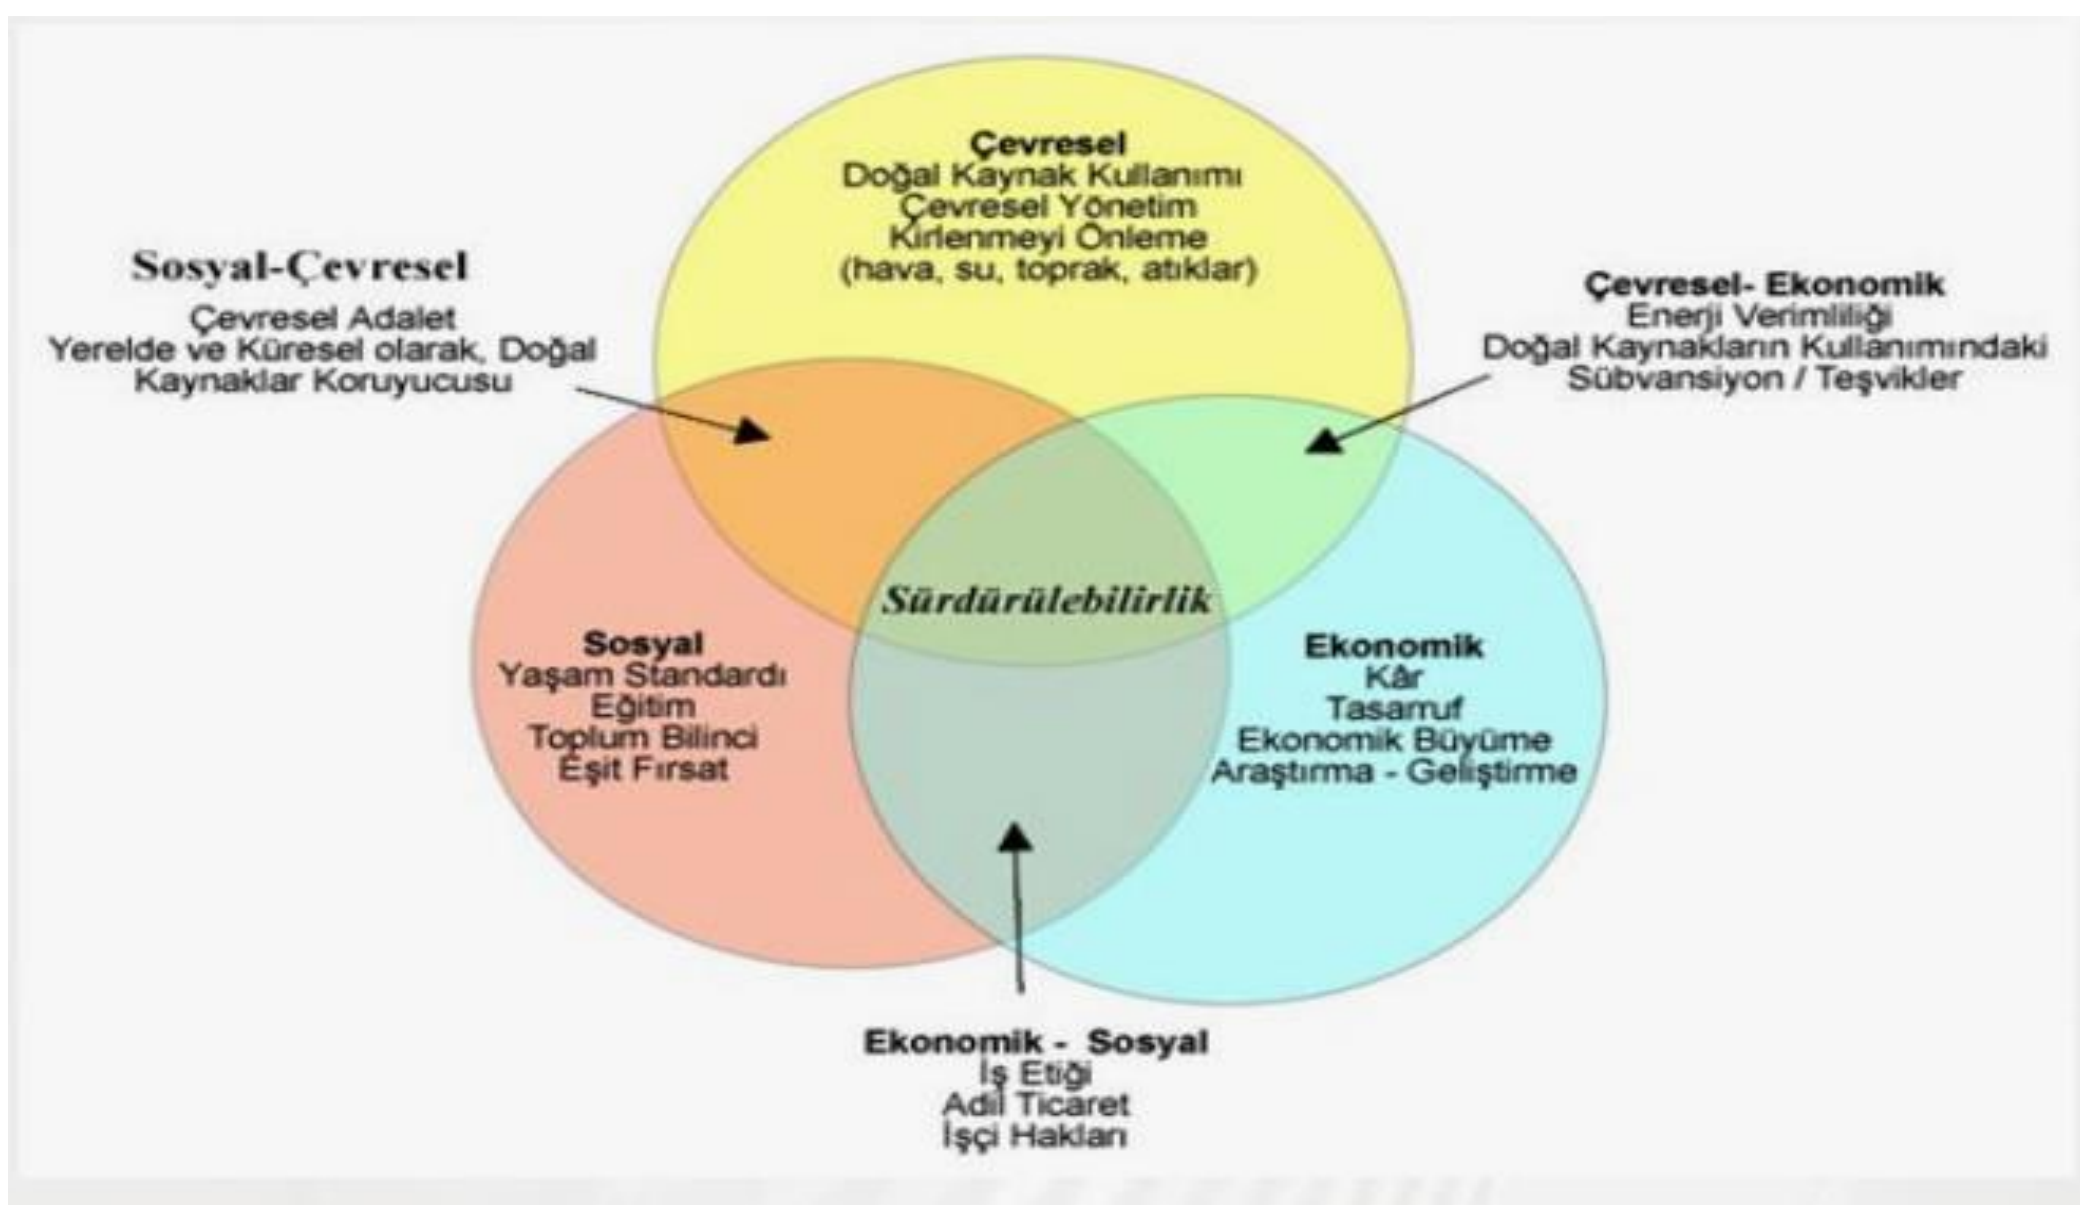 Çevresel
Doğal Kaynak Kullanımı
Çevresel Yönetim
Kirlenmeyi Önleme
(hava, su, toprak, atıklar)
Sosyal-Çevresel
Çevresel Adalet
Yerelde ve Küresel olarak, Doğal
Kaynaklar Koruyucusu
Çevresel- Ekonomik
Enerji Verimliliği
Doğal Kaynakların Kullanımındaki
Sübvansiyon / Teşvikler
Sürdürülebilirlik
Sosyal
Yaşam Standardı
Eğitim
Toplum Bilinci
Eşit Fırsat
Ekonomik
Kâr
Tasarruf
Ekonomik Büyüme
Araştırma - Geliştirme
Ekonomik - Sosyal
İş Etiği
Adil Ticaret
İşçi Hakları